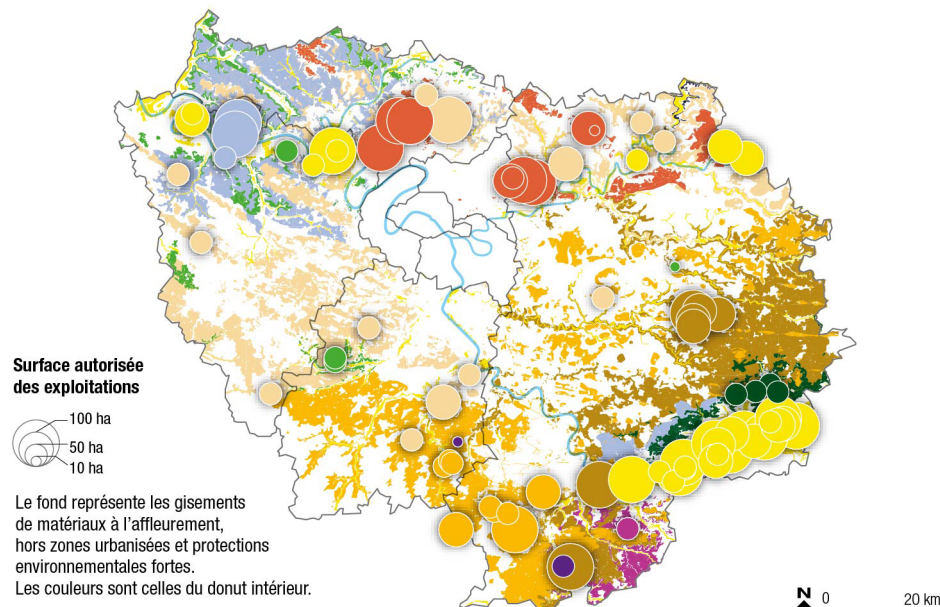 Surface autorisée
des exploitations
100 ha
50 ha
10 ha
Le fond représente les gisements
de matériaux à l'affleurement,
hors zones urbanisées et protections
environnementales fortes.
Les couleurs sont celles du donut intérieur.
N 0 20 km